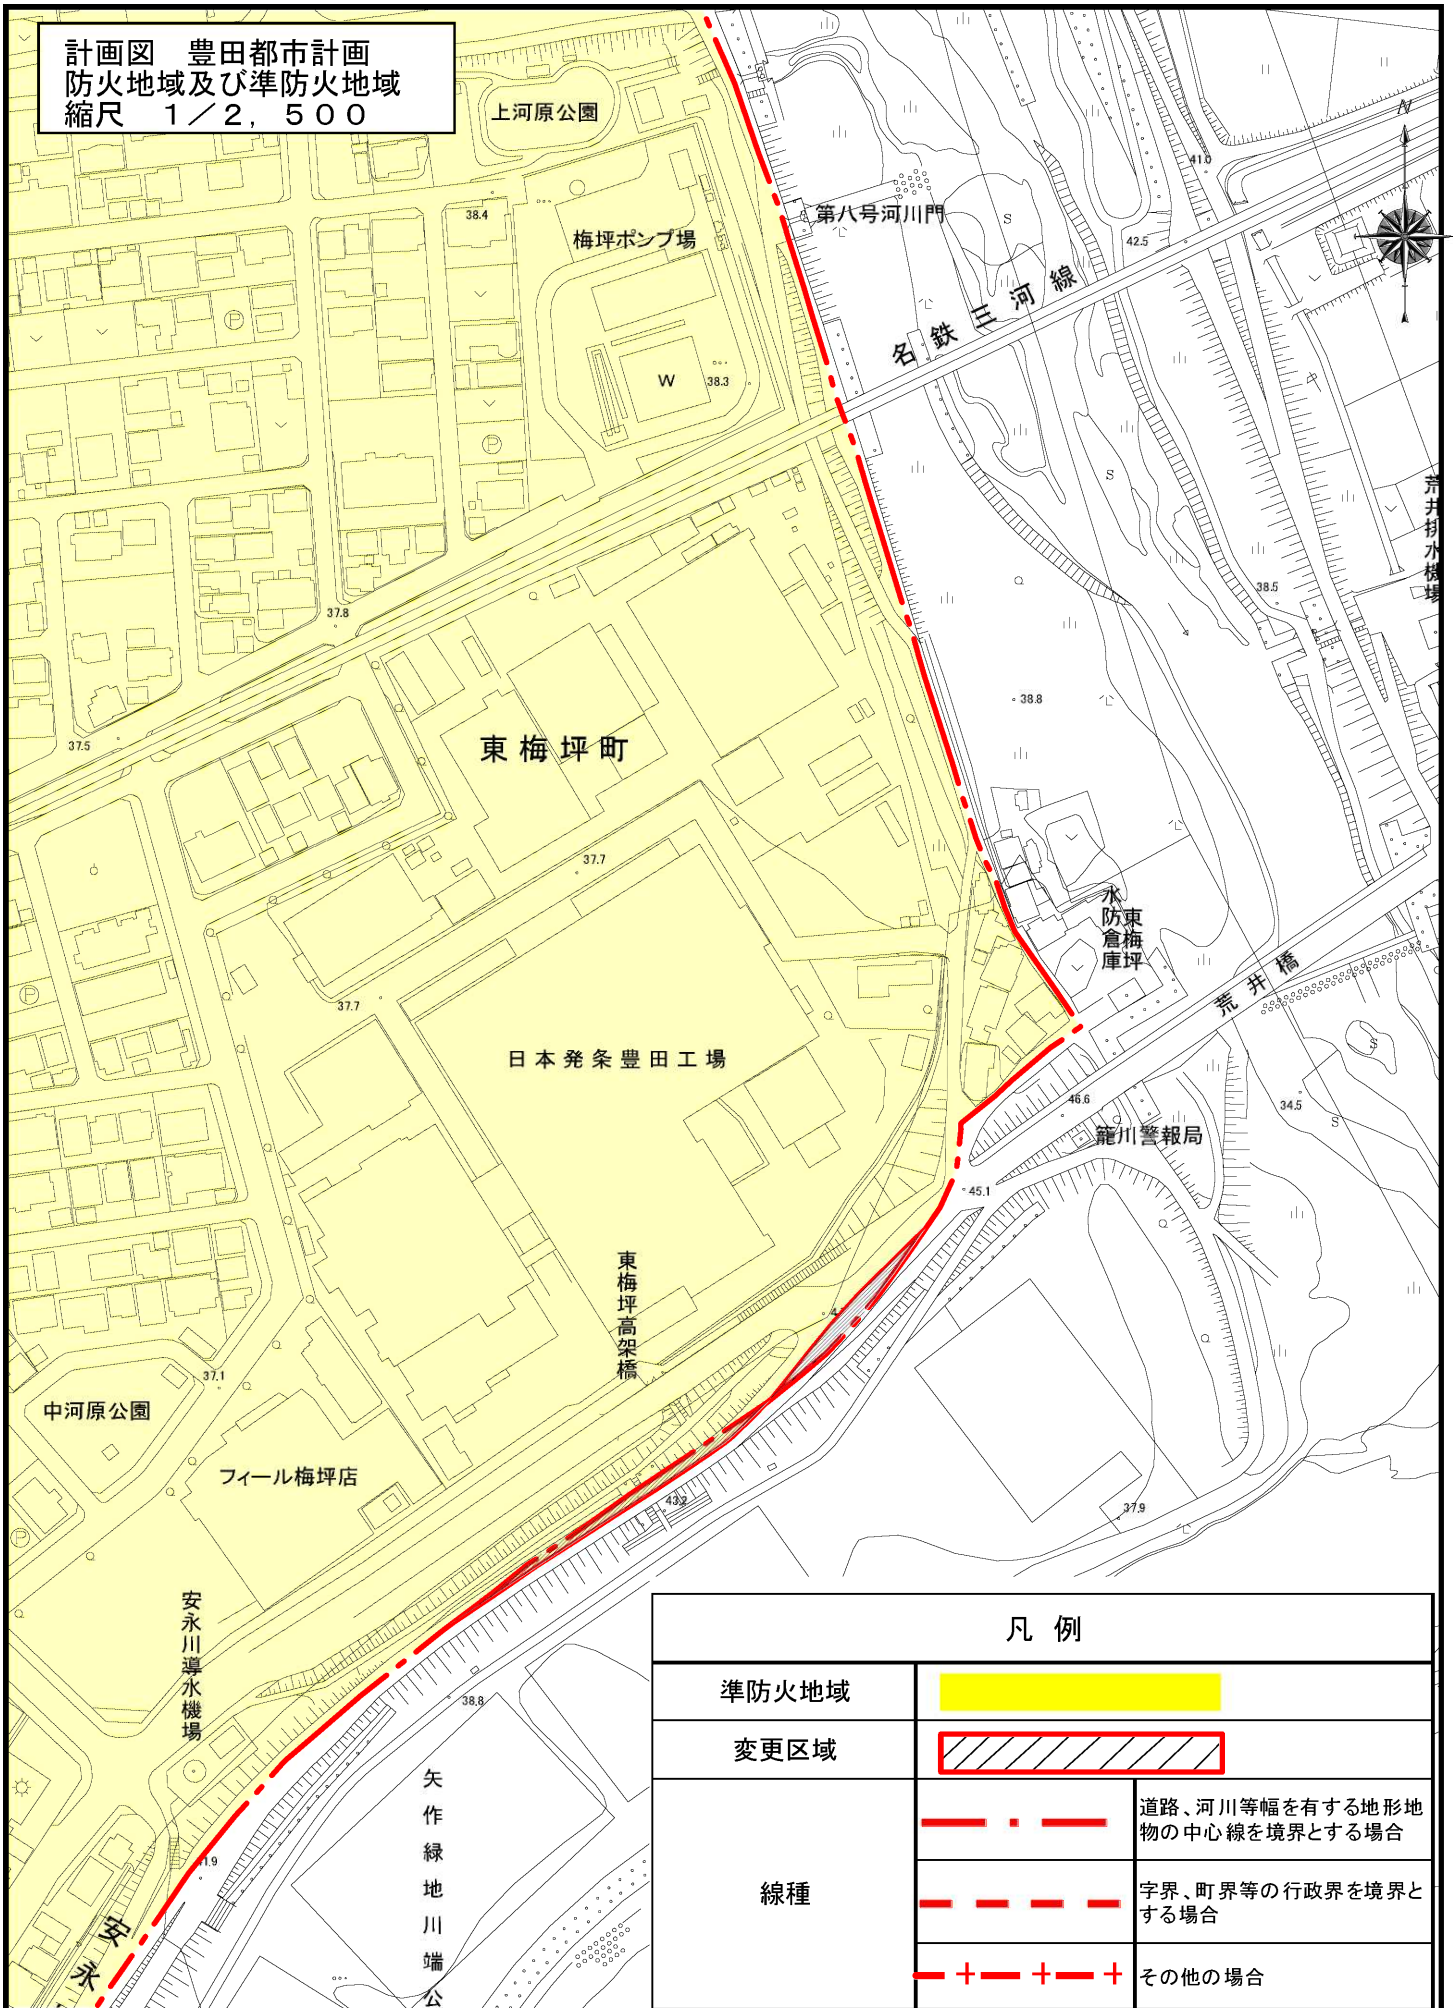 計画図　豊田都市計画
防火地域及び準防火地域
縮尺　１／２，５００
上河原公園
41.0
N
38.4
第八号河川門
S
梅坪ポンプ場
42.5
名鉄三河線
P
W
38.3
P
S
荒井排水機場
38.5
37.8
38.8
37.5
東梅坪町
37.7
東梅坪
水防倉庫
荒井橋
P
37.7
日本発条豊田工場
S
46.6
34.5
S
籠川警報局
45.1
東梅坪高架橋
37.1
中河原公園
フィール梅坪店
43.2
37.9
P
安永川導水機場
38.8
矢作緑地川端公
安永
凡例
準防火地域
変更区域
線種
道路、河川等幅を有する地形地
物の中心線を境界とする場合
字界、町界等の行政界を境界と
する場合
その他の場合